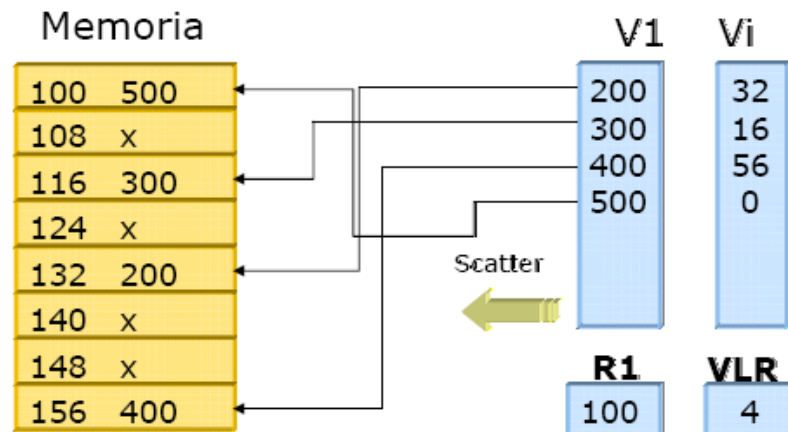 Memoria
V1 Vi
100 500
108 x
116 300
124 x
132 200
140 x
148 x
156 400
200 32
300 16
400 56
500 0
Scatter
R1 VLR
100 4